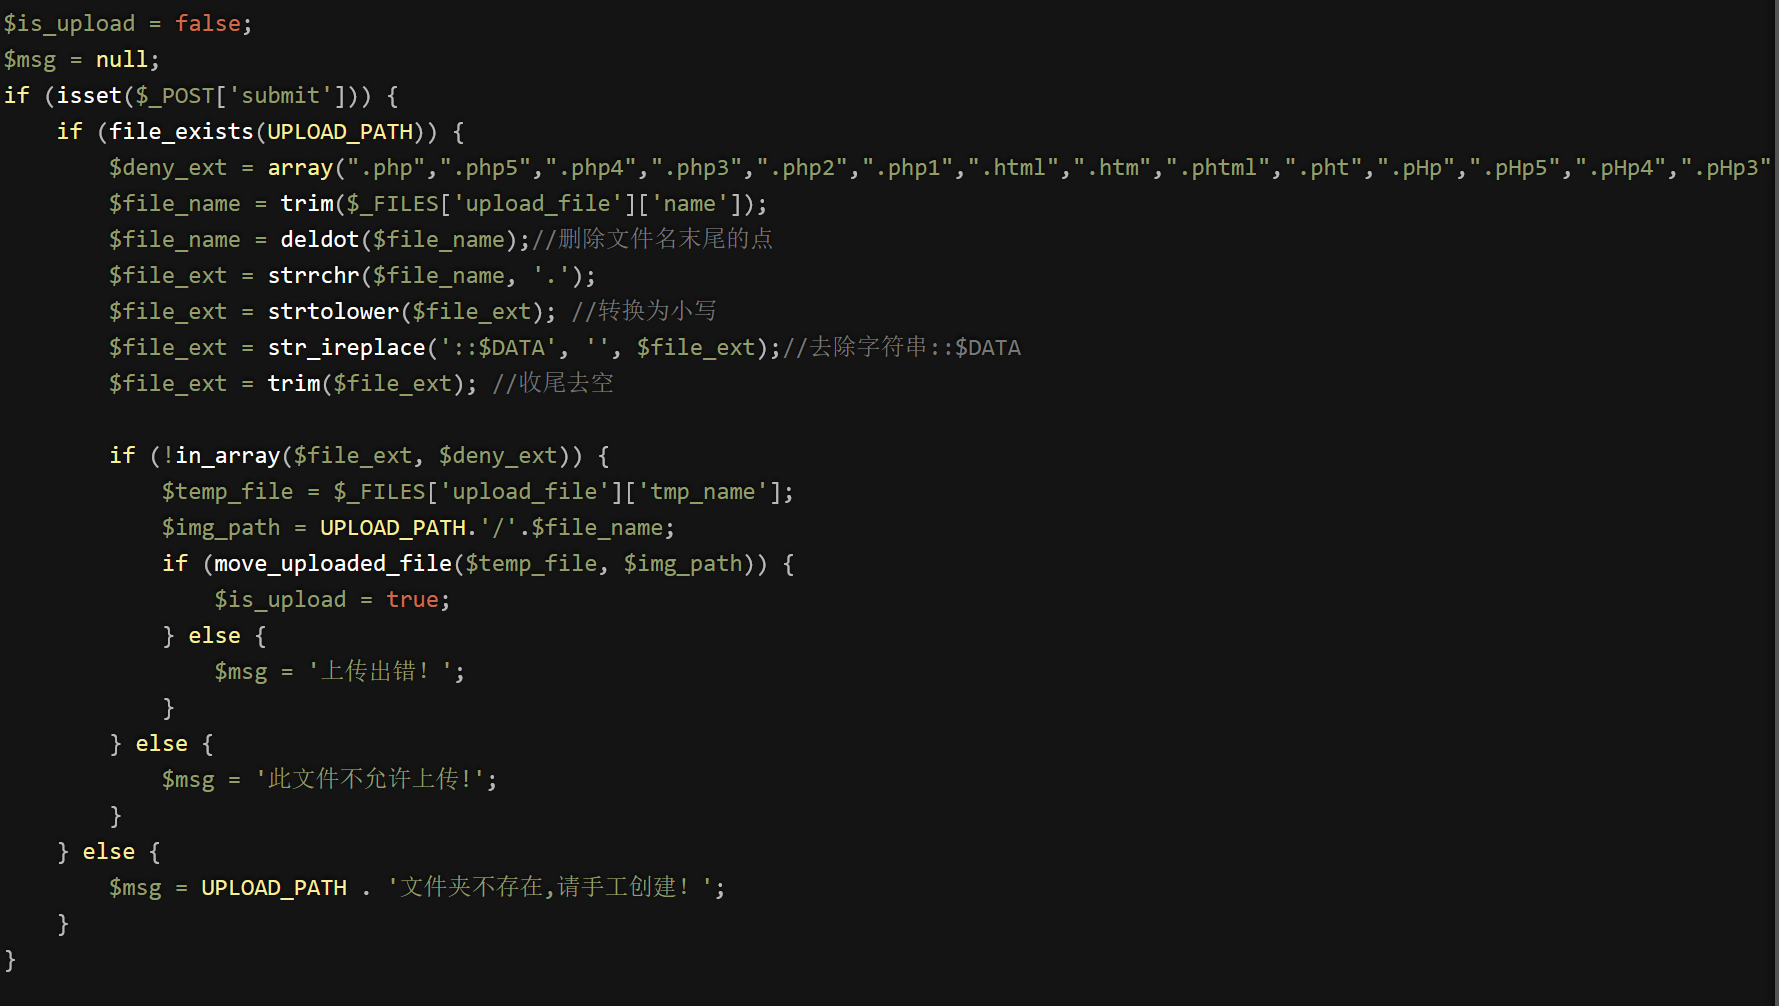 $is_upload = false;
$msg = null;
if (isset($_POST['submit'])) {
    if (file_exists(UPLOAD_PATH)) {
        $deny_ext = array(".php",".php5",".php4",".php3",".php2",".php1",".html",".htm",".phtml",".pht",".pHp",".pHp5",".pHp4",".pHp3"
        $file_name = trim($_FILES['upload_file']['name']);
        $file_name = deldot($file_name);//删除文件名末尾的点
        $file_ext = strrchr($file_name, '.');
        $file_ext = strtolower($file_ext); //转换为小写
        $file_ext = str_ireplace('::$DATA', '', $file_ext);//去除字符串::$DATA
        $file_ext = trim($file_ext); //收尾去空
        if (!in_array($file_ext, $deny_ext)) {
            $temp_file = $_FILES['upload_file']['tmp_name'];
            $img_path = UPLOAD_PATH.'/'.$file_name;
            if (move_uploaded_file($temp_file, $img_path)) {
                $is_upload = true;
            } else {
                $msg = '上传出错！';
            }
        } else {
            $msg = '此文件不允许上传!';
        }
    } else {
        $msg = UPLOAD_PATH . '文件夹不存在,请手工创建！';
    }
}